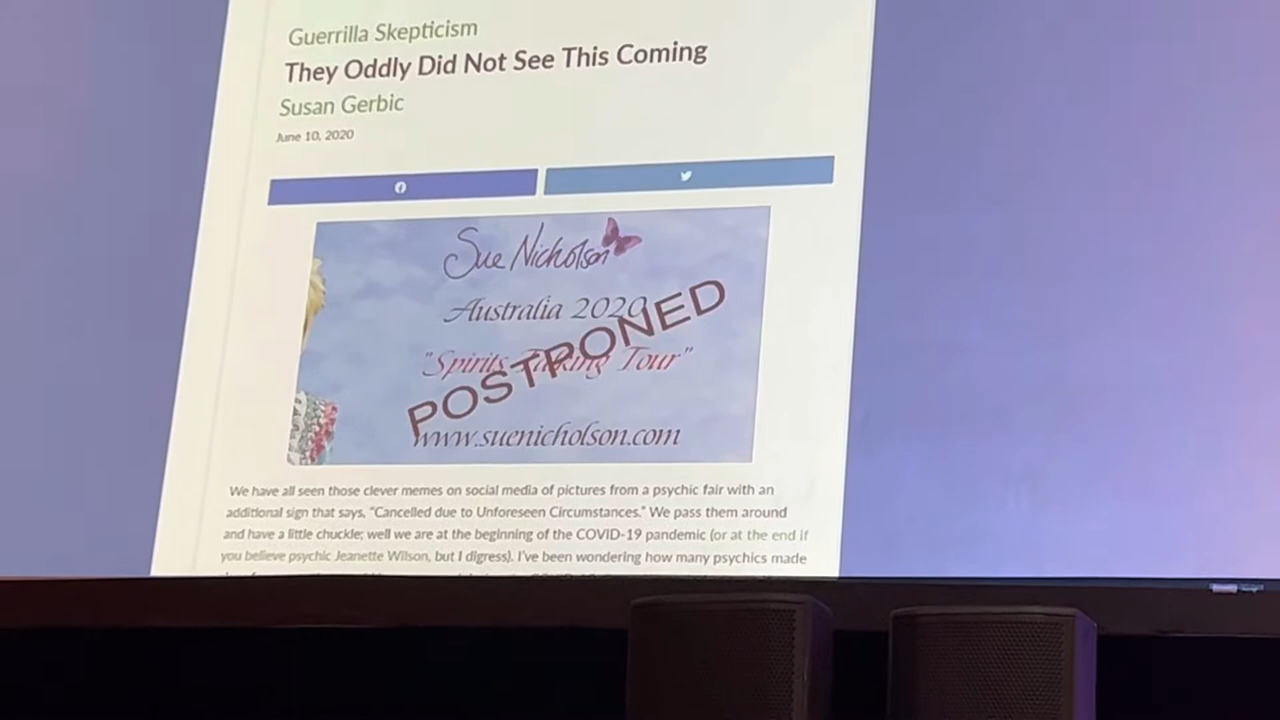 Guerrilla Skepticism
They Oddly Did Not See This Coming
Susan Gerbic
June 10, 2020
Sue Nicholson
Australia 2020
"Spirits Talking Tour"
POSTPONED
www.suenicholson.com
We have all seen those clever memes on social media of pictures from a psychic fair with an
additional sign that says, "Cancelled due to Unforeseen Circumstances." We pass them around
and have a little chuckle; well we are at the beginning of the COVID-19 pandemic (or at the end if
you believe psychic Jeanette Wilson, but I digress). I've been wondering how many psychics made